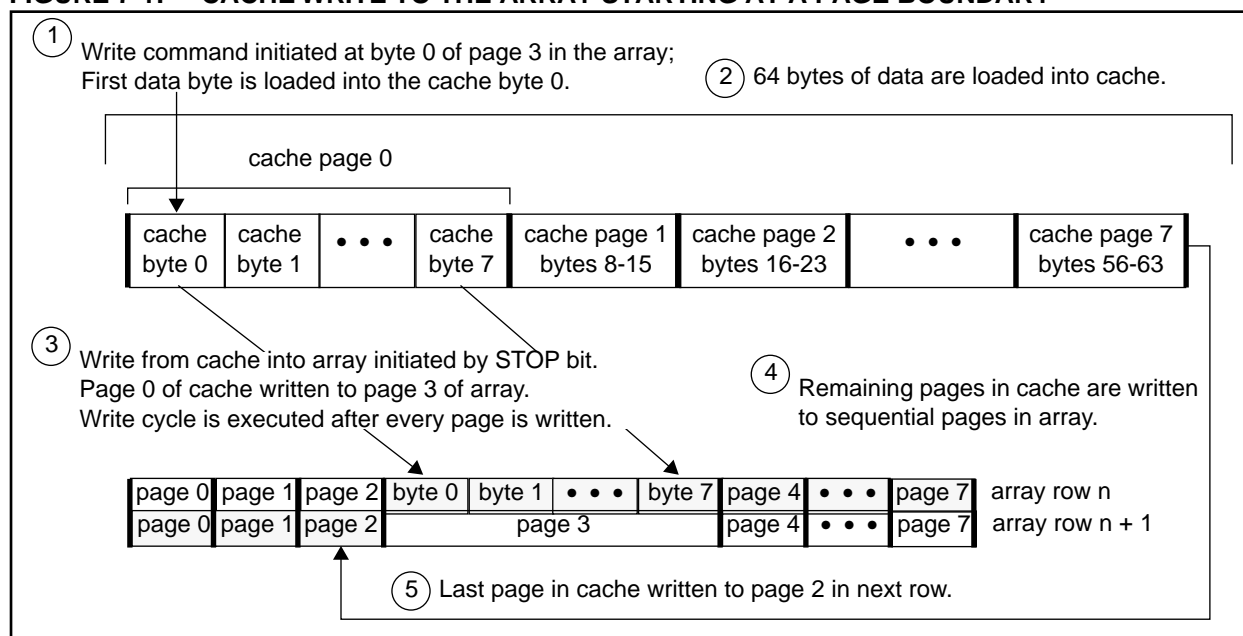 FIGURE 7-1: CACHE WRITE TO THE ARRAY STARTING AT A PAGE BOUNDARY
1
Write command initiated at byte 0 of page 3 in the array;
First data byte is loaded into the cache byte 0.
2 64 bytes of data are loaded into cache.
cache page 0
cache byte 0
cache byte 1
• • •
cache byte 7
cache page 1 bytes 8-15
cache page 2 bytes 16-23
• • •
cache page 7 bytes 56-63
3
Write from cache into array initiated by STOP bit.
Page 0 of cache written to page 3 of array.
Write cycle is executed after every page is written.
4
Remaining pages in cache are written
to sequential pages in array.
page 0 page 1 page 2 byte 0 byte 1 • • • byte 7 page 4 • • • page 7 array row n
page 0 page 1 page 2 page 3 page 4 • • • page 7 array row n + 1
5 Last page in cache written to page 2 in next row.